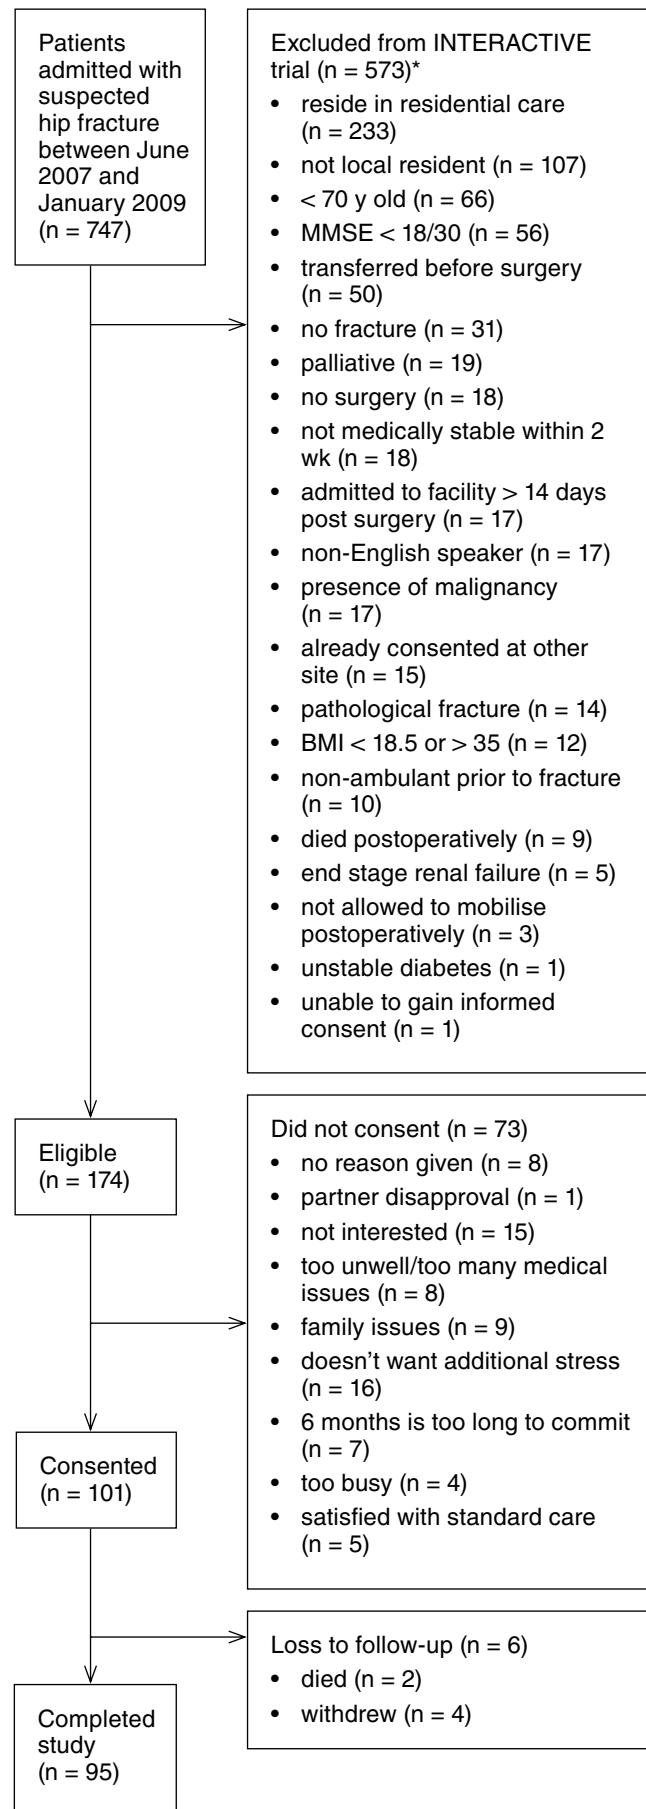 Patients
admitted with
suspected
hip fracture
between June
2007 and
January 2009
(n = 747)
Excluded from INTERACTIVE
trial (n = 573)*
• reside in residential care
(n = 233)
• not local resident (n = 107)
• < 70 y old (n = 66)
• MMSE < 18/30 (n = 56)
• transferred before surgery
(n = 50)
• no fracture (n = 31)
• palliative (n = 19)
• no surgery (n = 18)
• not medically stable within 2
wk (n = 18)
• admitted to facility > 14 days
post surgery (n = 17)
• non-English speaker (n = 17)
• presence of malignancy
(n = 17)
• already consented at other
site (n = 15)
• pathological fracture (n = 14)
• BMI < 18.5 or > 35 (n = 12)
• non-ambulant prior to fracture
(n = 10)
• died postoperatively (n = 9)
• end stage renal failure (n = 5)
• not allowed to mobilise
postoperatively (n = 3)
• unstable diabetes (n = 1)
• unable to gain informed
consent (n = 1)
Eligible
(n = 174)
Did not consent (n = 73)
• no reason given (n = 8)
• partner disapproval (n = 1)
• not interested (n = 15)
• too unwell/too many medical
issues (n = 8)
• family issues (n = 9)
• doesn't want additional stress
(n = 16)
• 6 months is too long to commit
(n = 7)
• too busy (n = 4)
• satisfied with standard care
(n = 5)
Consented
(n = 101)
Loss to follow-up (n = 6)
• died (n = 2)
• withdrew (n = 4)
Completed
study
(n = 95)